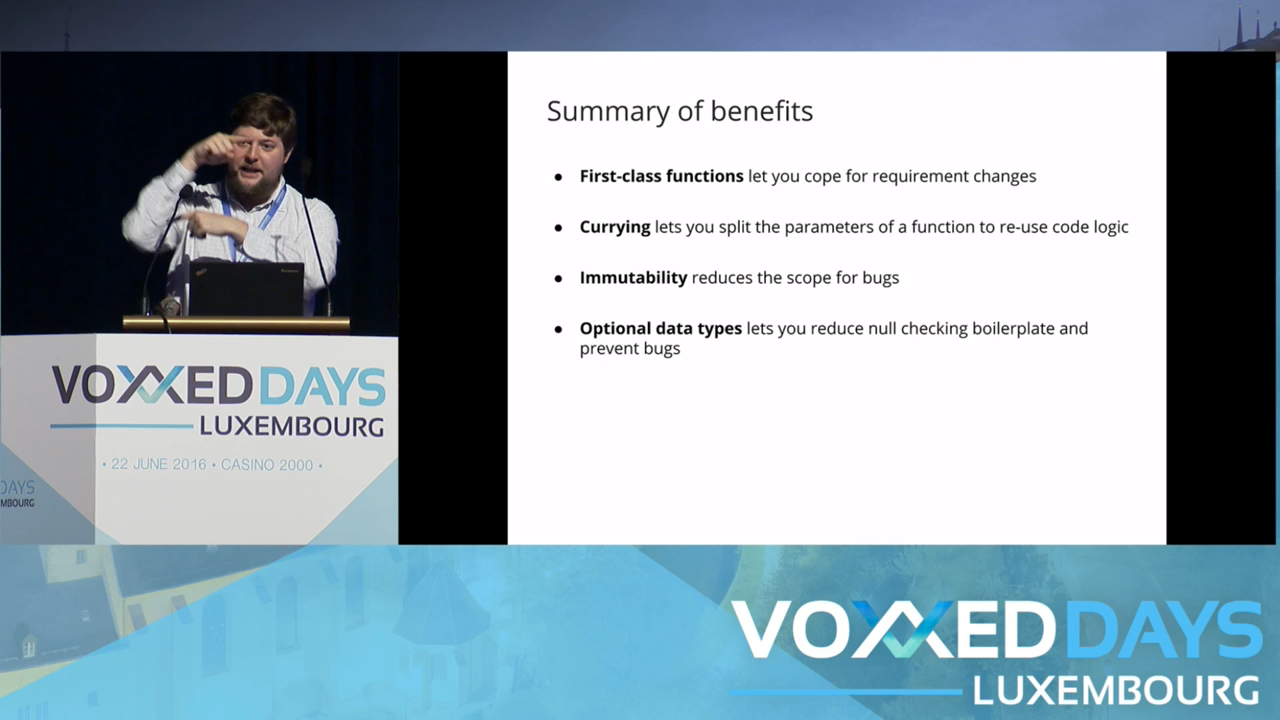 Summary of benefits
● First-class functions let you cope for requirement changes
● Currying lets you split the parameters of a function to re-use code logic
● Immutability reduces the scope for bugs
● Optional data types lets you reduce null checking boilerplate and
prevent bugs
VOXXED DAYS
LUXEMBOURG
• 22 JUNE 2016 • CASINO 2000 •
DAYS
MBOURG
VOXXED DAYS
LUXEMBOURG